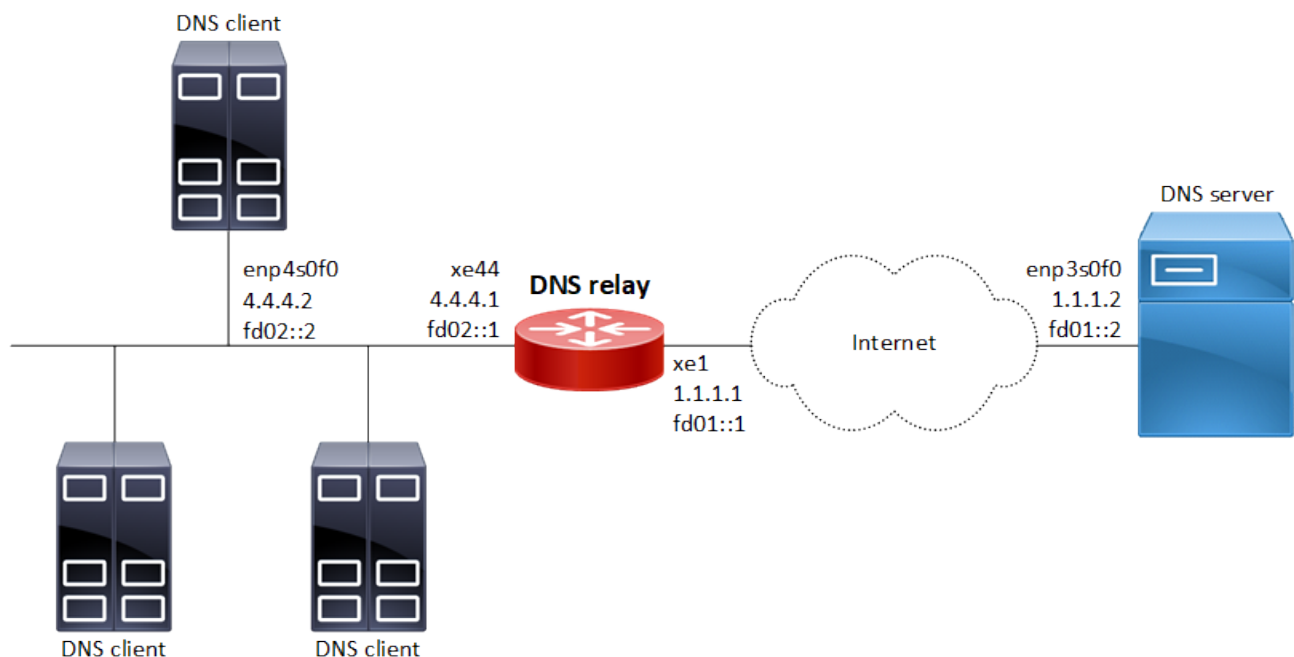 DNS client
DNS server
enp4s0f0
4.4.4.2
fd02::2
xe44
4.4.4.1
fd02::1
DNS relay
xe1
1.1.1.1
fd01::1
Internet
enp3s0f0
1.1.1.2
fd01::2
DNS client
DNS client